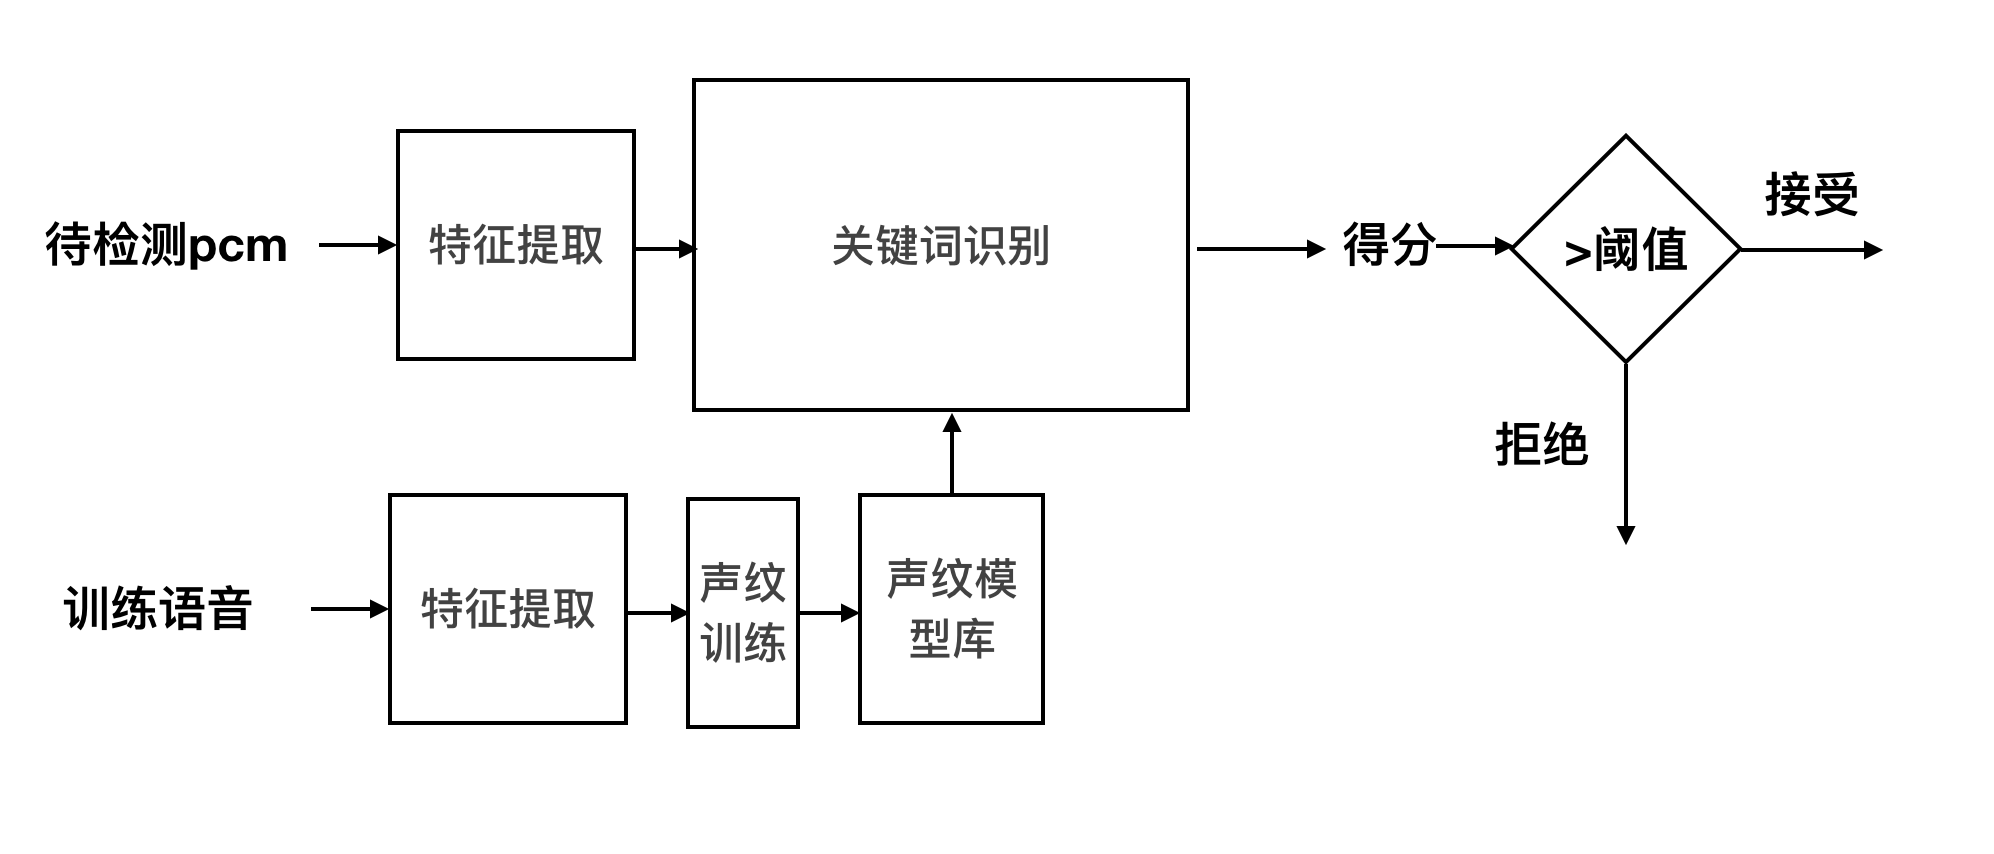 待检测pcm
特征提取
关键词识别
得分
>阈值
接受
拒绝
训练语音
特征提取
声纹
训练
声纹模
型库